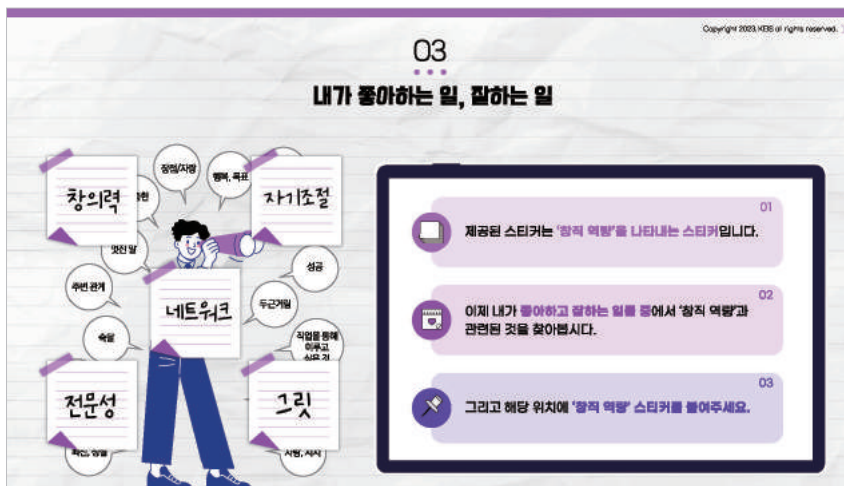 Copyright 2023. KEIS all rights reserved.
03
내가 좋아하는 일, 잘하는 일
장점/자랑
행복, 목표
창의력
자기조절
멋진 말
성공
주변 관계
네트워크
두근거림
숙달
직업을 통해
이루고
싶은 것
전문성
그릿
01
제공된 스티커는 '창직 역량'을 나타내는 스티커입니다.
02
이제 내가 좋아하고 잘하는 일들 중에서 '창직 역량'과
관련된 것을 찾아봅시다.
03
그리고 해당 위치에 '창직 역량' 스티커를 붙여주세요.